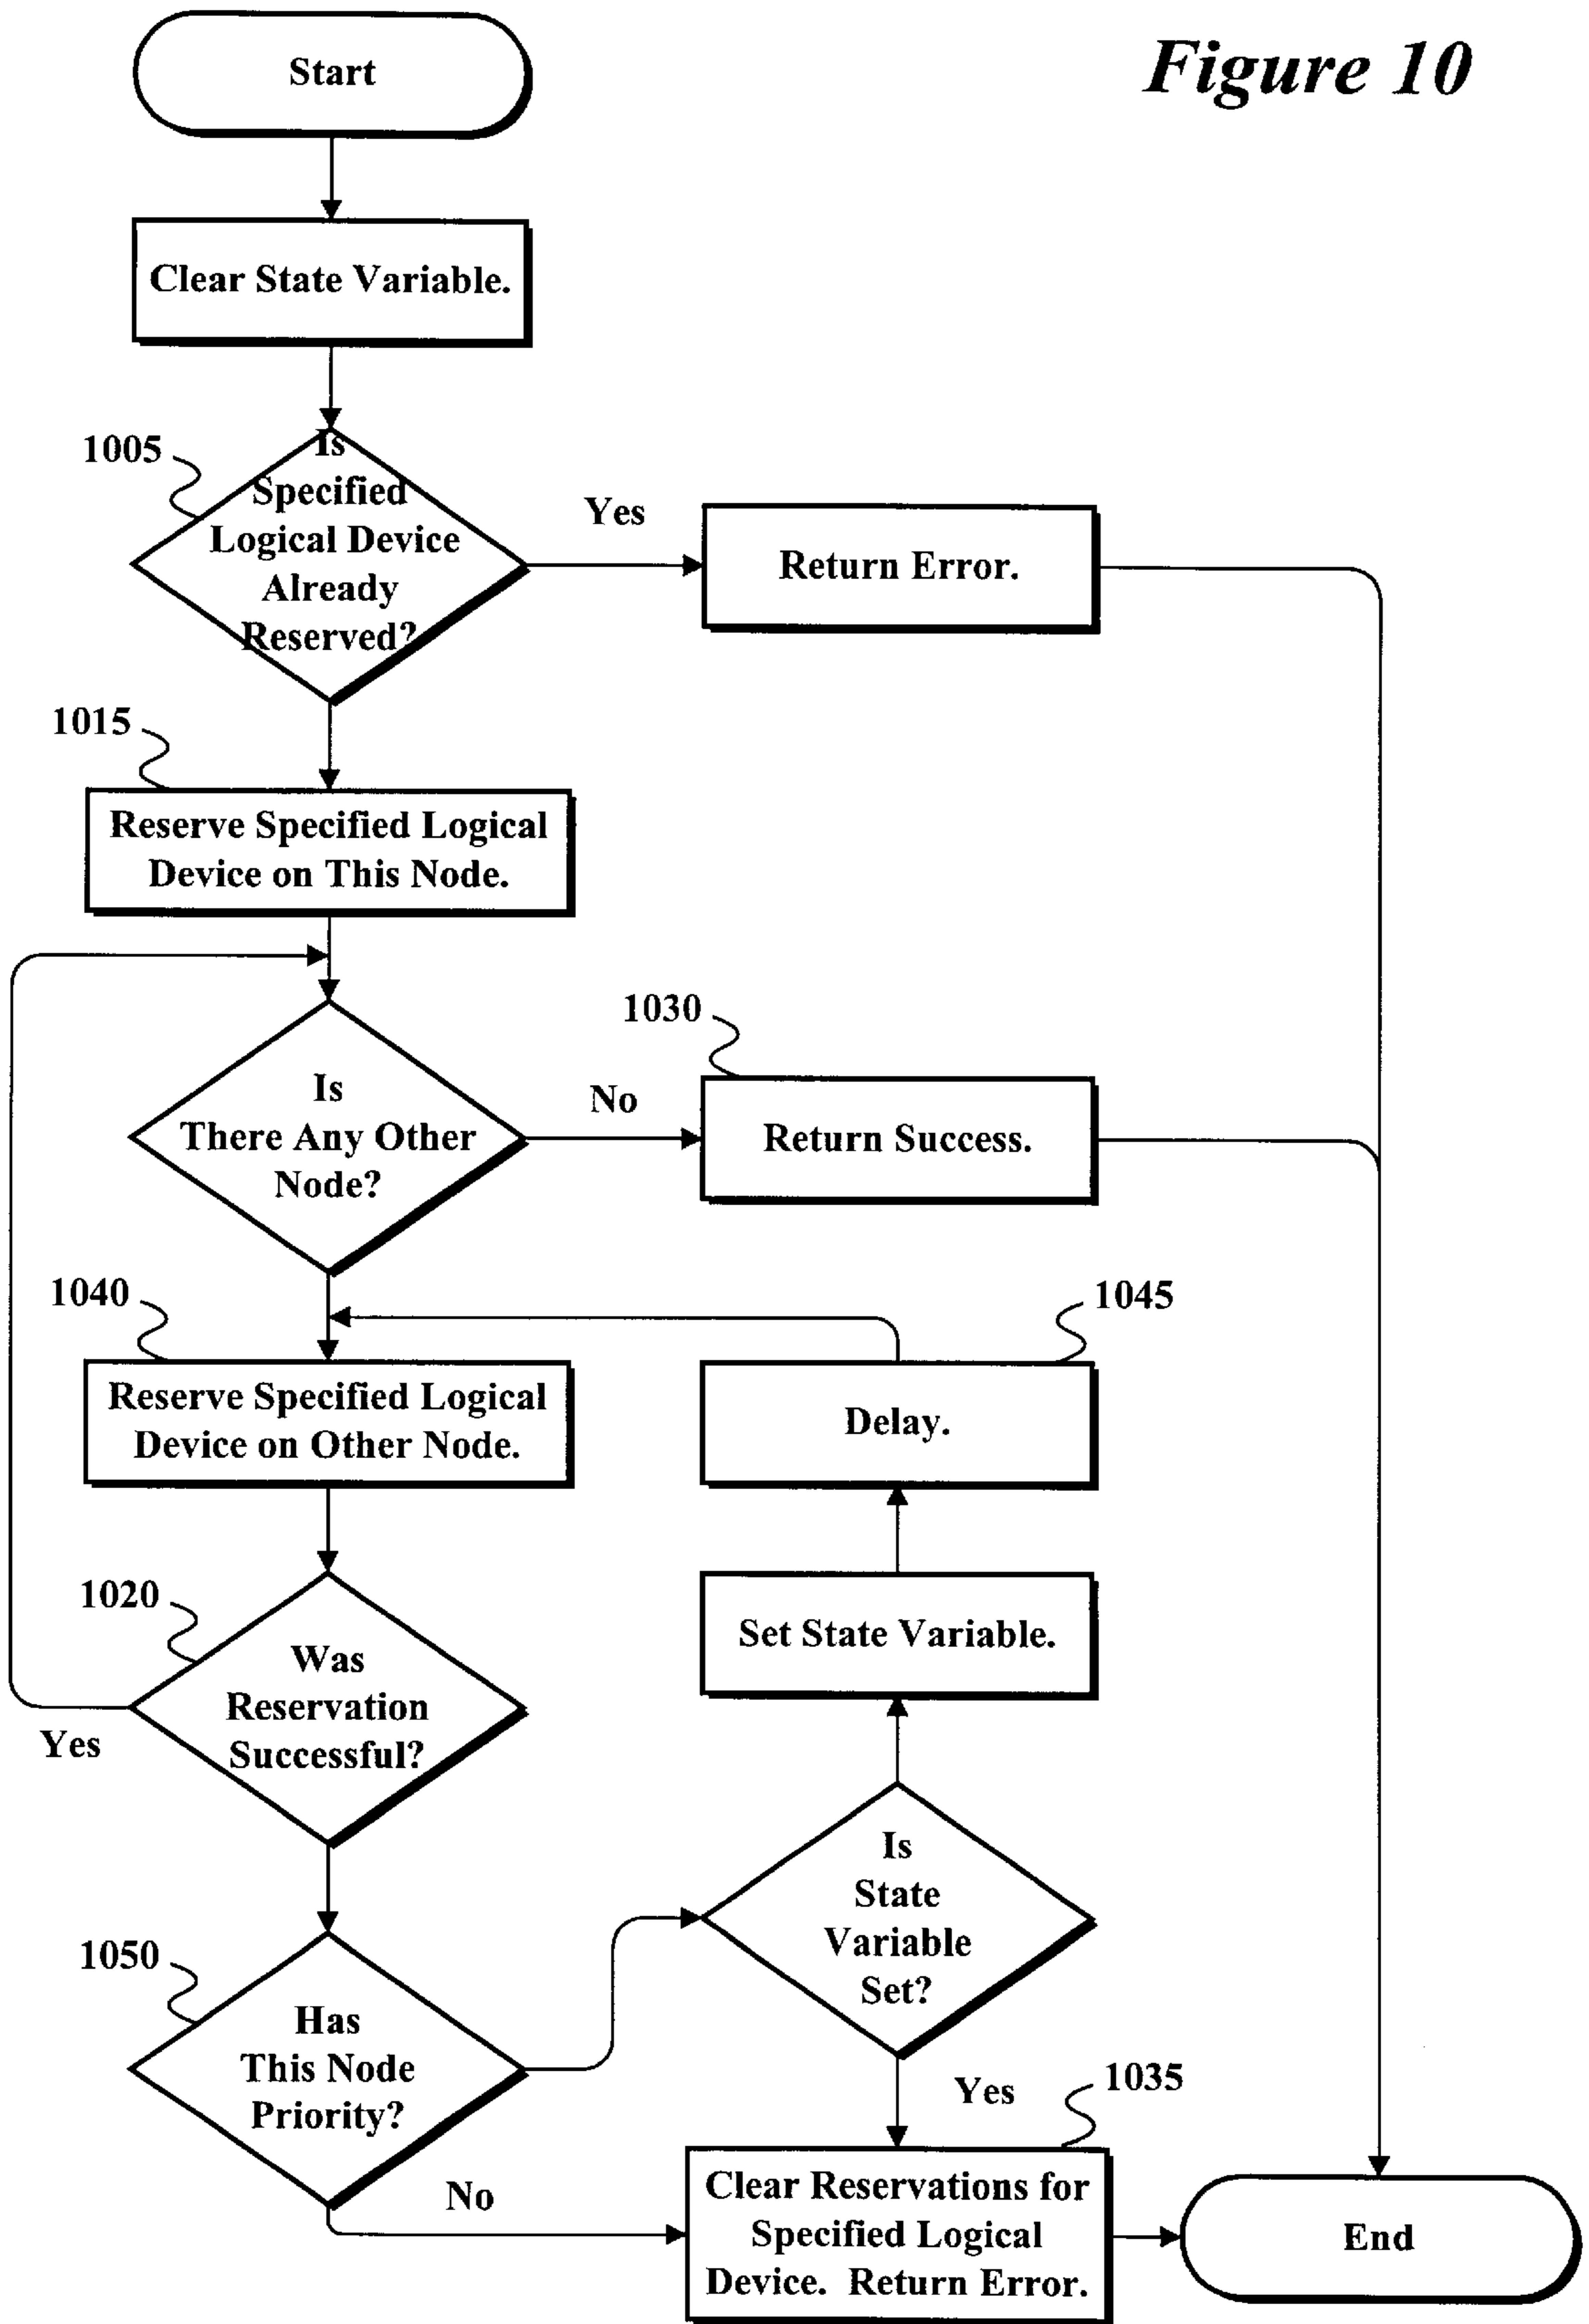 Figure 10
Start
Clear State Variable.
1005
Is
Specified
Logical Device
Already
Reserved?
Yes
Return Error.
1015
Reserve Specified Logical
Device on This Node.
Is
There Any Other
Node?
No
1030
Return Success.
1040
Reserve Specified Logical
Device on Other Node.
1045
Delay.
1020
Was
Reservation
Successful?
Yes
Set State Variable.
1050
Has
This Node
Priority?
No
Is
State
Variable
Set?
Yes
1035
Clear Reservations for
Specified Logical
Device. Return Error.
End